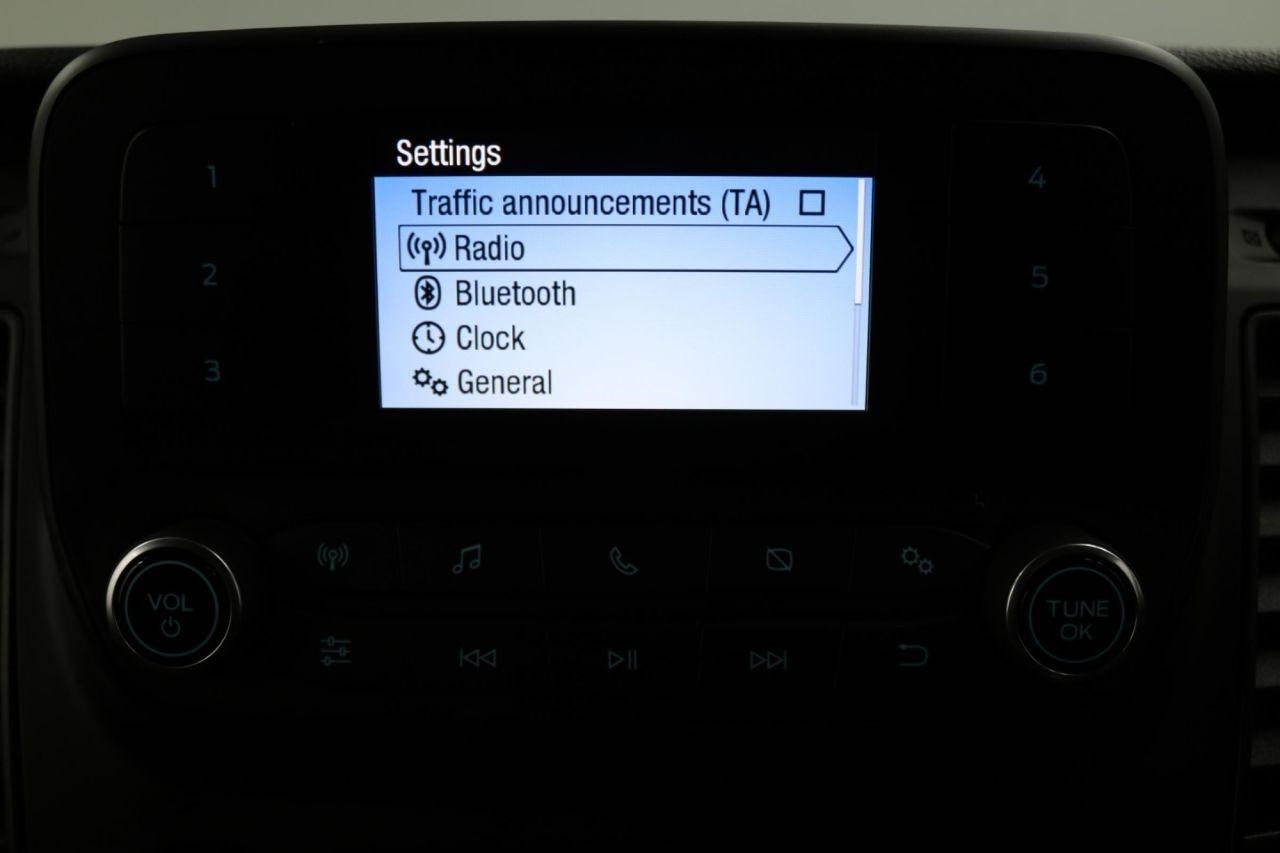 Settings
Traffic announcements (TA)
Radio
Bluetooth
Clock
General
1
2
3
4
5
6
VOL
TUNE
OK